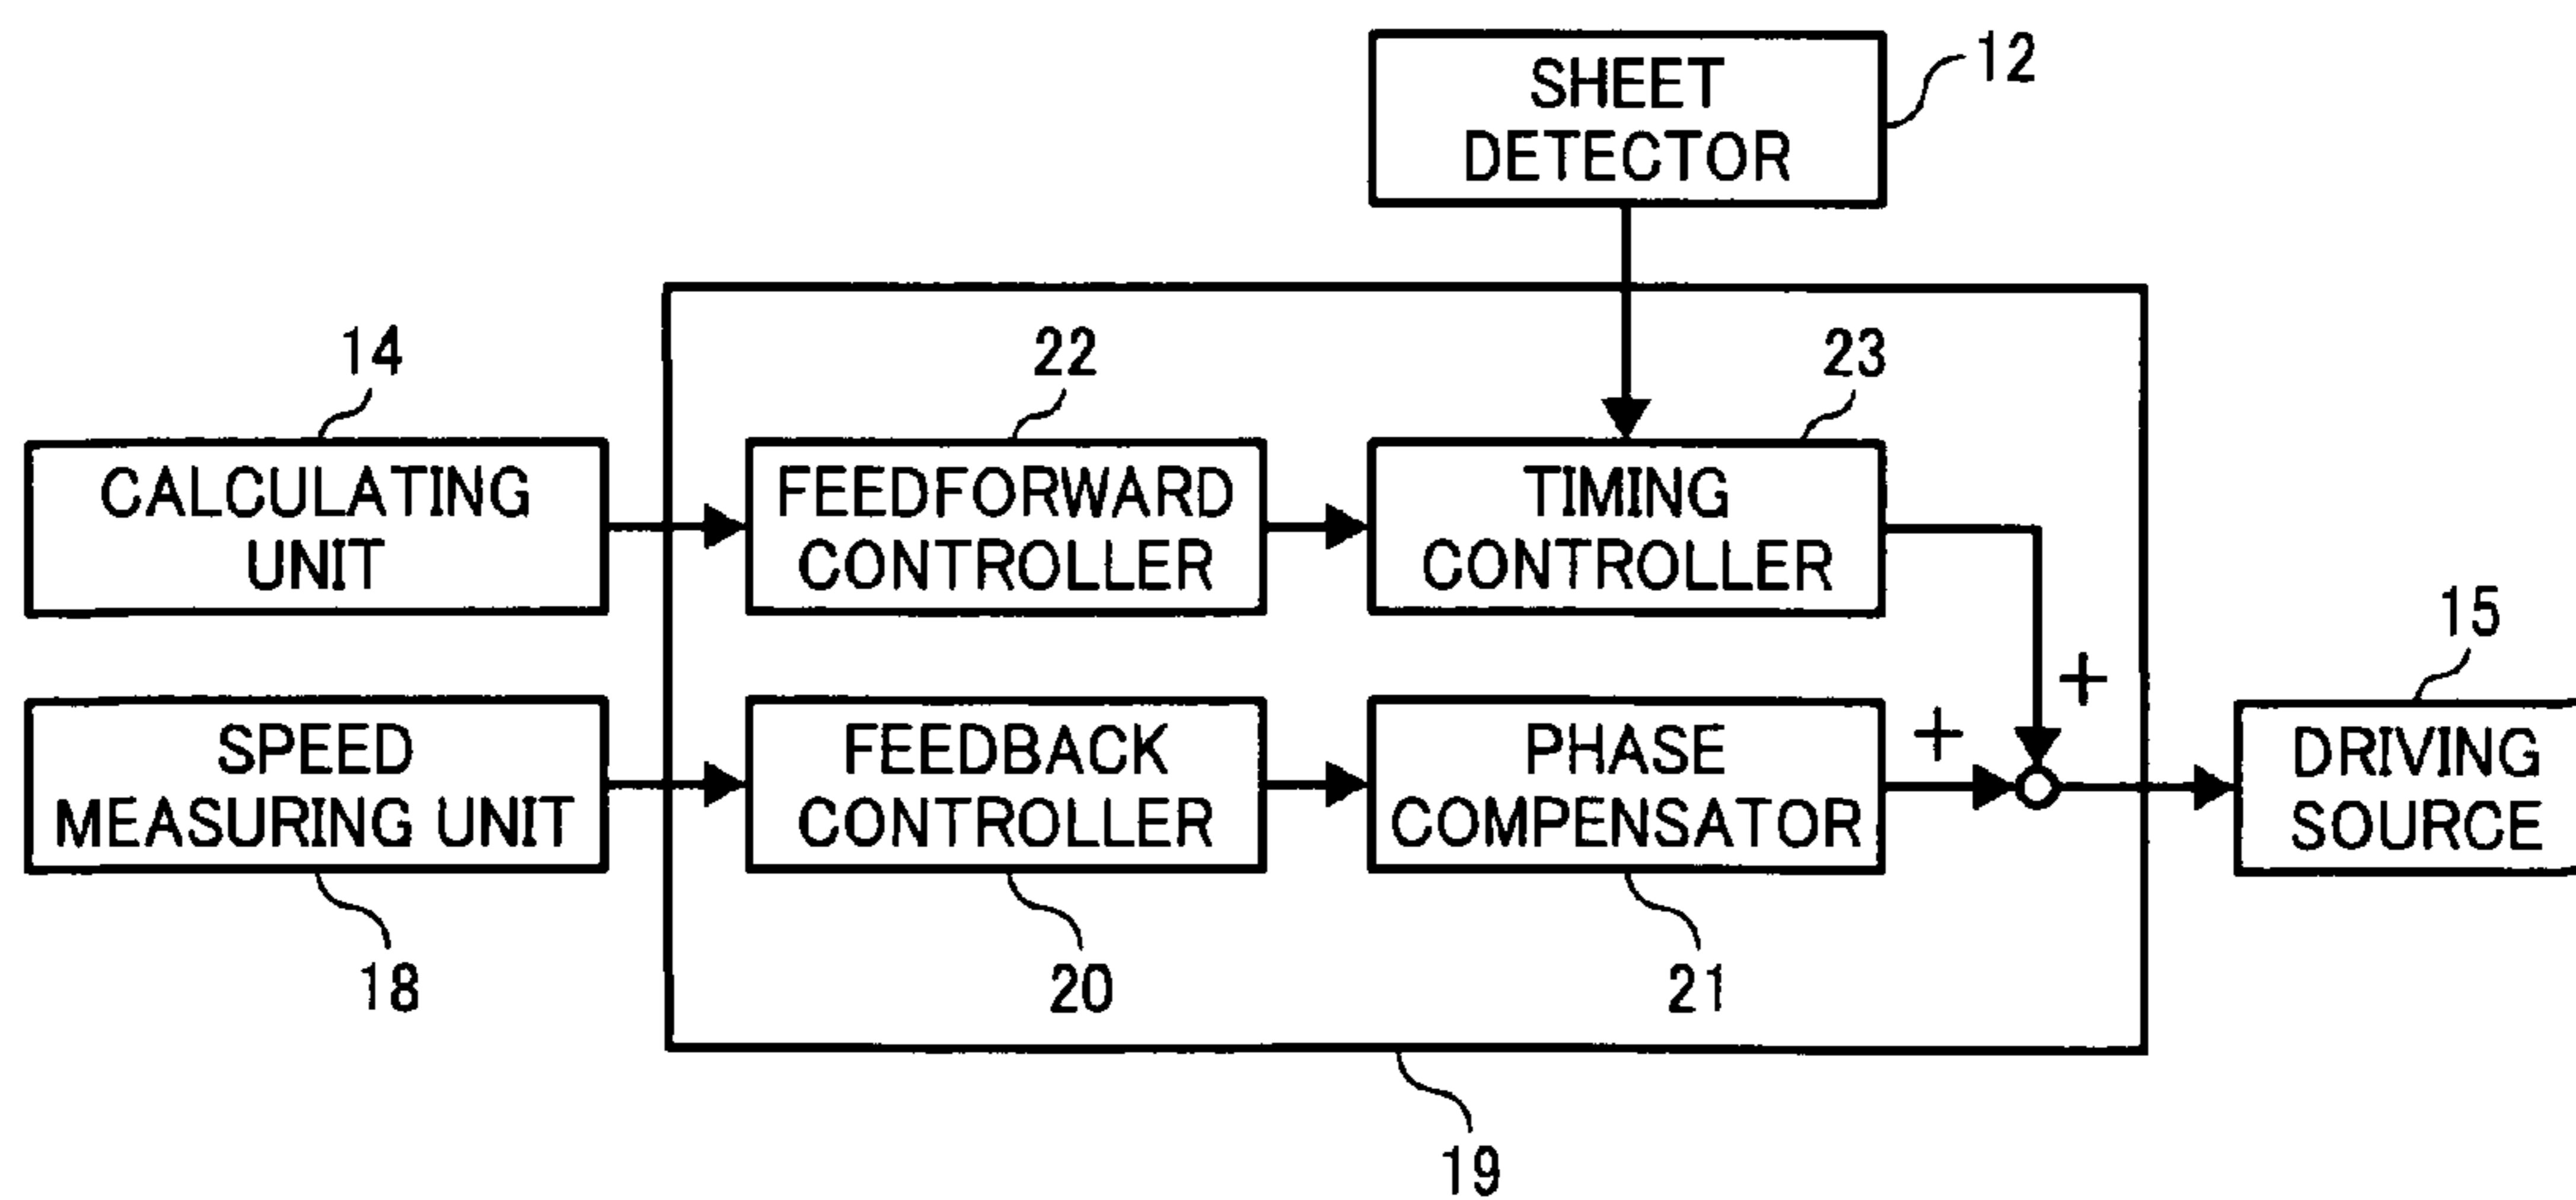 SHEET
DETECTOR
12
14
22
23
CALCULATING
UNIT
FEEDFORWARD
CONTROLLER
TIMING
CONTROLLER
15
+
+
SPEED
MEASURING UNIT
FEEDBACK
CONTROLLER
PHASE
COMPENSATOR
DRIVING
SOURCE
18
20
21
19